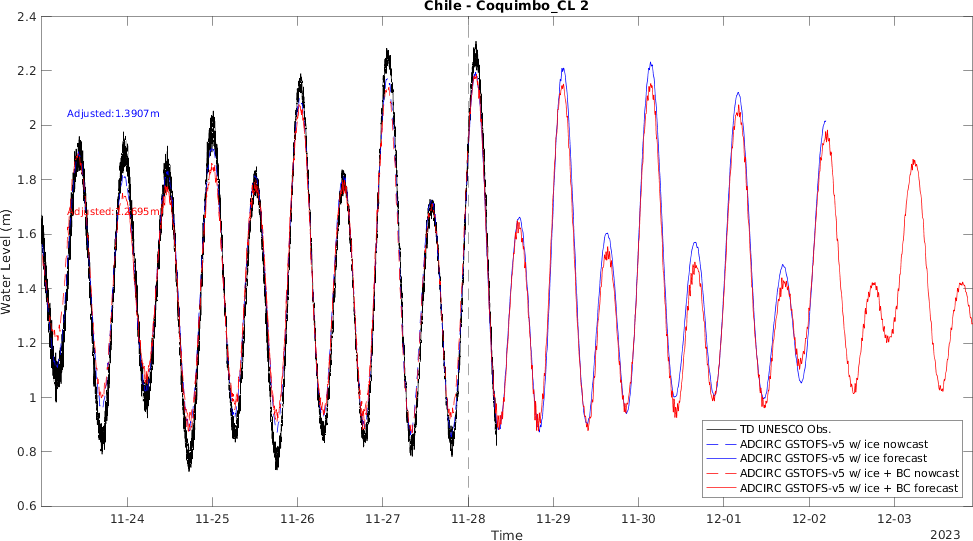 Chile - Coquimbo_CL 2
2.4
2.2
2
1.8
1.6
1.4
1.2
1
0.8
0.6
Water Level (m)
Adjusted:1.3907m
Adjusted:1.2695m
11-24
11-25
11-26
11-27
11-28
11-29
11-30
12-01
12-02
12-03
Time
2023
TD UNESCO Obs.
ADCIRC GSTOFS-v5 w/ ice nowcast
ADCIRC GSTOFS-v5 w/ ice forecast
ADCIRC GSTOFS-v5 w/ ice + BC nowcast
ADCIRC GSTOFS-v5 w/ ice + BC forecast